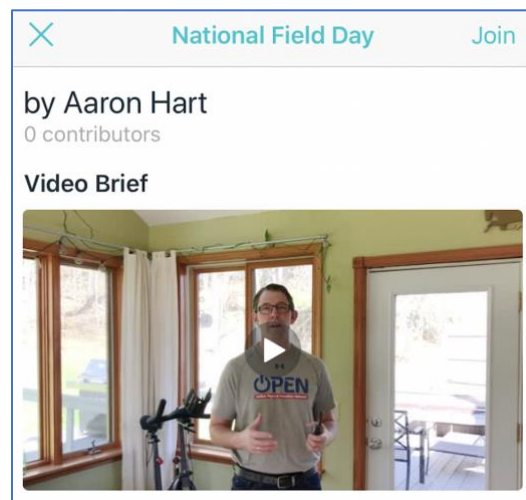 National Field Day
Join
by Aaron Hart
0 contributors
Video Brief
OPEN